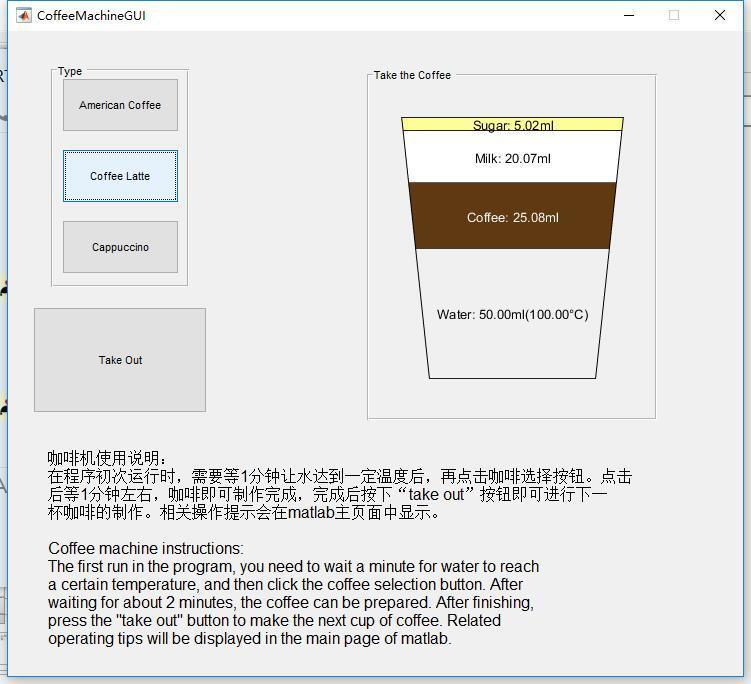 CoffeeMachineGUI
Type
American Coffee
Coffee Latte
Cappuccino
Take Out
Take the Coffee
Sugar: 5.02ml
Milk: 20.07ml
Coffee: 25.08ml
Water: 50.00ml(100.00°C)
咖啡机使用说明：
在程序初次运行时，需要等1分钟让水达到一定温度后，再点击咖啡选择按钮。点击
后等1分钟左右，咖啡即可制作完成，完成后按下“take out”按钮即可进行下一
杯咖啡的制作。相关操作提示会在matlab主页面中显示。
Coffee machine instructions:
The first run in the program, you need to wait a minute for water to reach
a certain temperature, and then click the coffee selection button. After
waiting for about 2 minutes, the coffee can be prepared. After finishing,
press the "take out" button to make the next cup of coffee. Related
operating tips will be displayed in the main page of matlab.